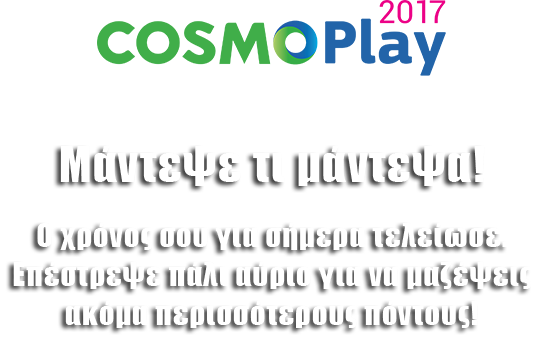 2017
COSMOPlay
Μάντεψε τι μάντεψα!
Ο χρόνος σου για σήμερα τελείωσε.
Επέστρεψε πάλι αύριο για να μαζέψεις
ακόμα περισσότερους πόντους!